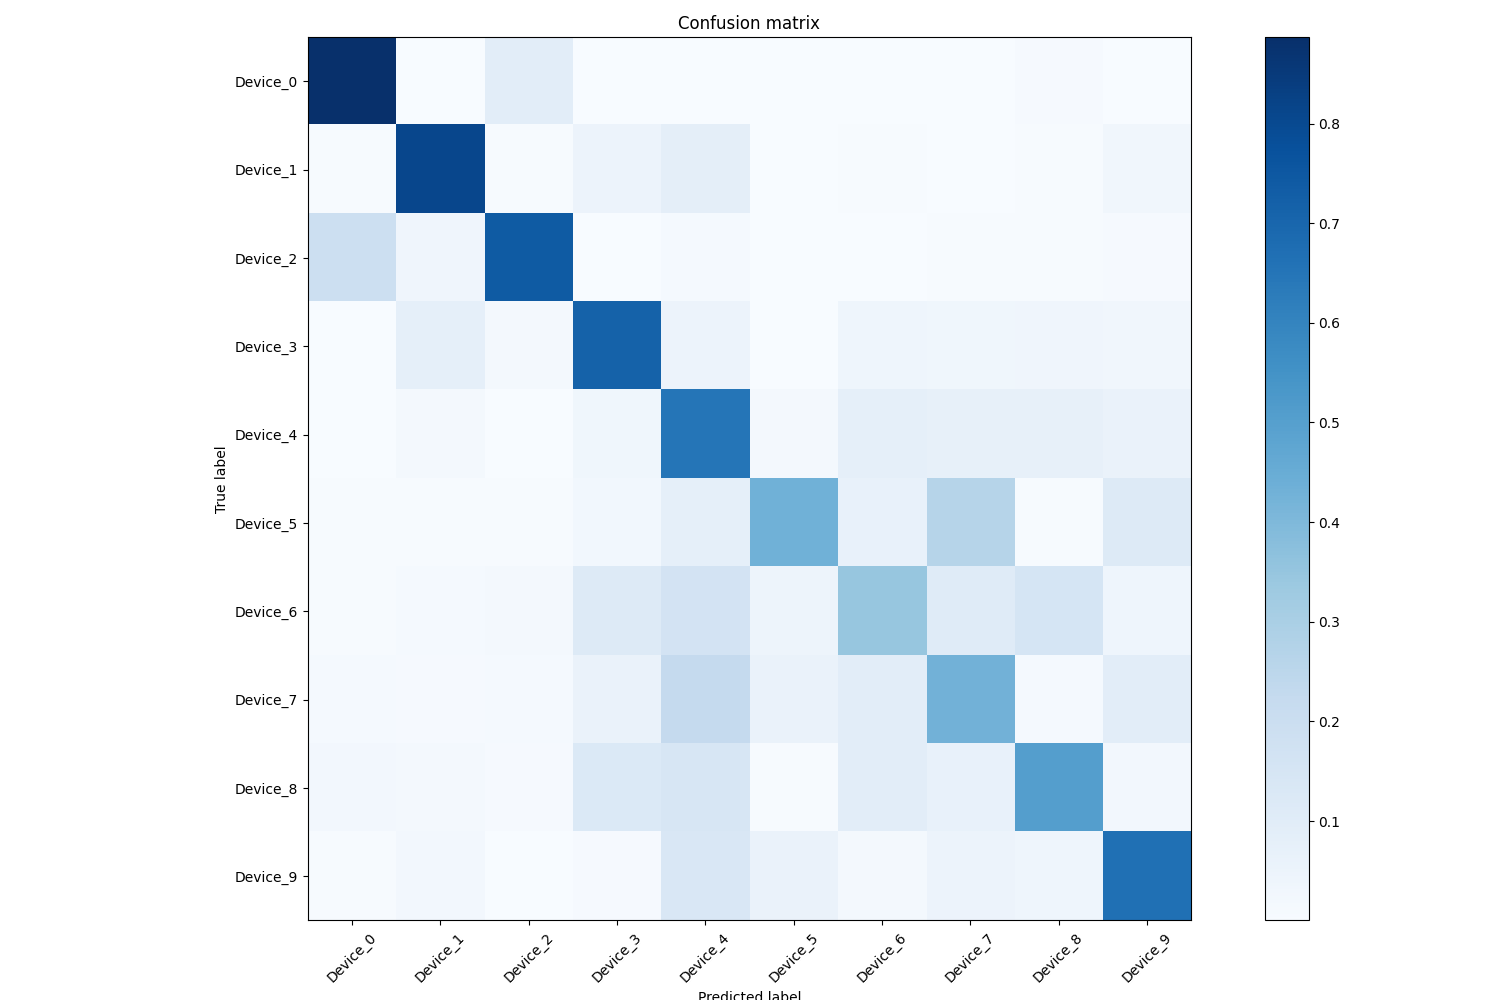 Confusion matrix
Device_0
Device_1
Device_2
Device_3
Device_4
Device_5
Device_6
Device_7
Device_8
Device_9
True label
Device_0 Device_1 Device_2 Device_3 Device_4 Device_5 Device_6 Device_7 Device_8 Device_9
Predicted label
0.8
0.7
0.6
0.5
0.4
0.3
0.2
0.1